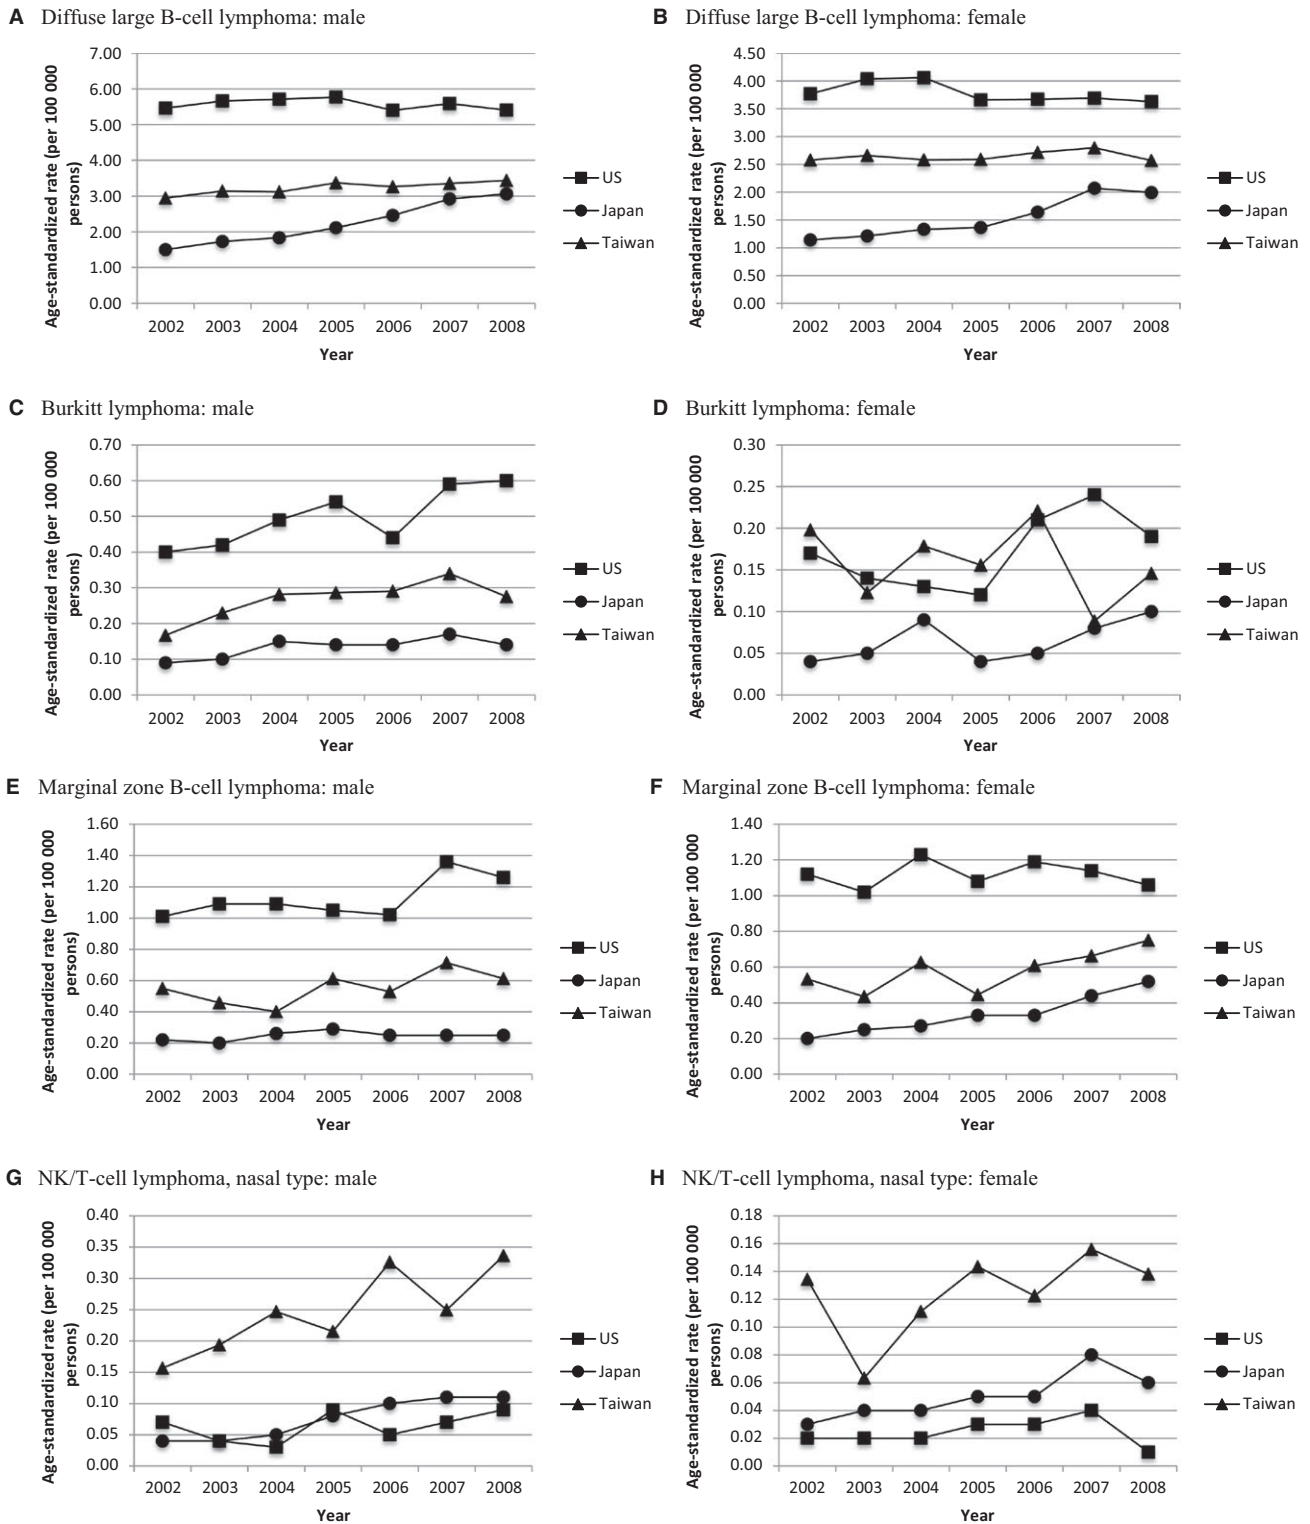 A Diffuse large B-cell lymphoma: male
Age-standardized rate (per 100 000
persons)
7.00
6.00
5.00
4.00
3.00
2.00
1.00
0.00
2002 2003 2004 2005 2006 2007 2008
Year
US
Japan
Taiwan
B Diffuse large B-cell lymphoma: female
Age-standardized rate (per 100 000
persons)
4.50
4.00
3.50
3.00
2.50
2.00
1.50
1.00
0.50
0.00
2002 2003 2004 2005 2006 2007 2008
Year
US
Japan
Taiwan
C Burkitt lymphoma: male
Age-standardized rate (per 100 000
persons)
0.70
0.60
0.50
0.40
0.30
0.20
0.10
0.00
2002 2003 2004 2005 2006 2007 2008
Year
US
Japan
Taiwan
D Burkitt lymphoma: female
Age-standardized rate (per 100 000
persons)
0.30
0.25
0.20
0.15
0.10
0.05
0.00
2002 2003 2004 2005 2006 2007 2008
Year
US
Japan
Taiwan
E Marginal zone B-cell lymphoma: male
Age-standardized rate (per 100 000
persons)
1.60
1.40
1.20
1.00
0.80
0.60
0.40
0.20
0.00
2002 2003 2004 2005 2006 2007 2008
Year
US
Japan
Taiwan
F Marginal zone B-cell lymphoma: female
Age-standardized rate (per 100 000
persons)
1.40
1.20
1.00
0.80
0.60
0.40
0.20
0.00
2002 2003 2004 2005 2006 2007 2008
Year
US
Japan
Taiwan
G NK/T-cell lymphoma, nasal type: male
Age-standardized rate (per 100 000
persons)
0.40
0.35
0.30
0.25
0.20
0.15
0.10
0.05
0.00
2002 2003 2004 2005 2006 2007 2008
Year
US
Japan
Taiwan
H NK/T-cell lymphoma, nasal type: female
Age-standardized rate (per 100 000
persons)
0.18
0.16
0.14
0.12
0.10
0.08
0.06
0.04
0.02
0.00
2002 2003 2004 2005 2006 2007 2008
Year
US
Japan
Taiwan